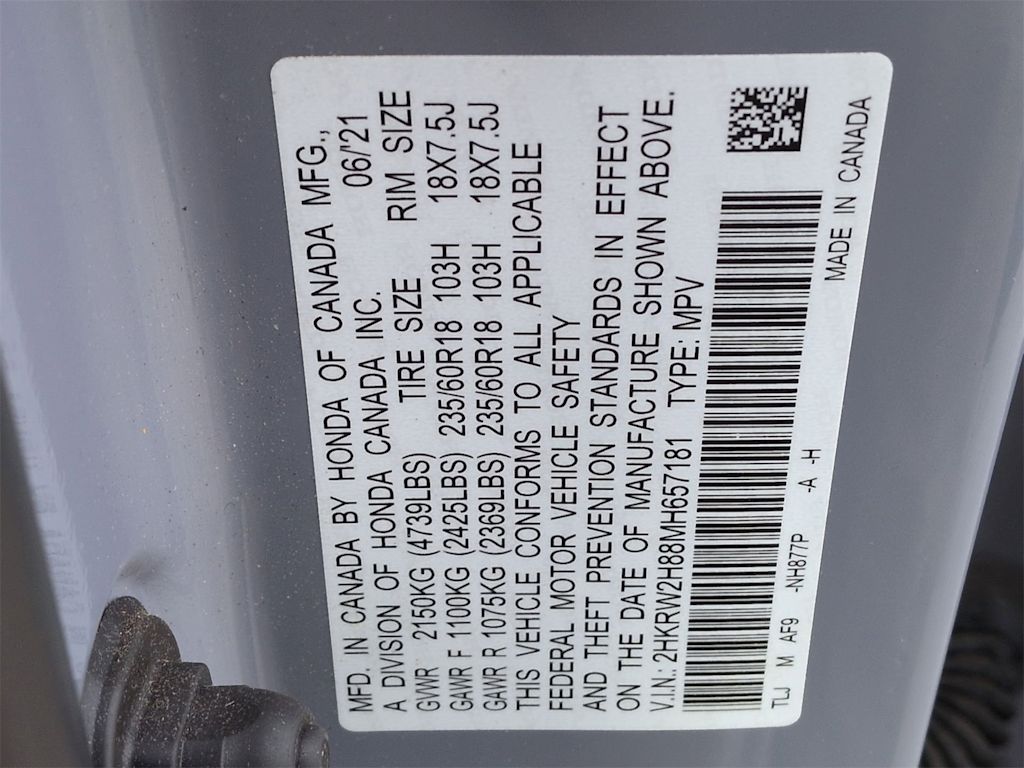 MFD. IN CANADA BY HONDA OF CANADA MFG.,
A DIVISION OF HONDA CANADA INC. 06/'21
GVWR 2150KG (4739LBS) TIRE SIZE RIM SIZE
GAWR F 1100KG (2425LBS) 235/60R18 103H 18X7.5J
GAWR R 1075KG (2369LBS) 235/60R18 103H 18X7.5J
THIS VEHICLE CONFORMS TO ALL APPLICABLE
FEDERAL MOTOR VEHICLE SAFETY
AND THEFT PREVENTION STANDARDS IN EFFECT
ON THE DATE OF MANUFACTURE SHOWN ABOVE.
V.I.N.: 2HKRW2H88MH657181 TYPE: MPV
TLJ M AF9 -NH877P -A -H
MADE IN CANADA